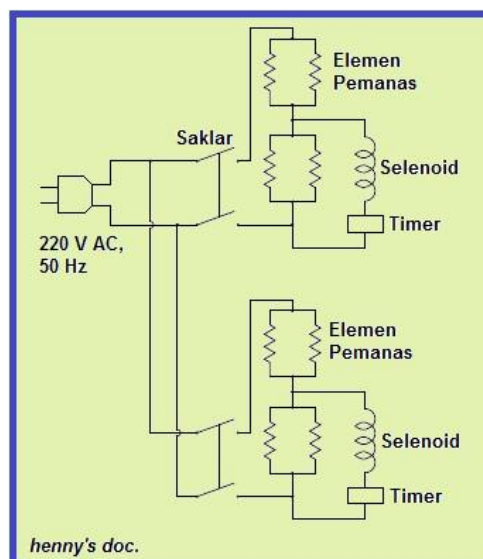 Elemen
Pemanas
Saklar
Selenoid
Timer
220 V AC,
50 Hz
Elemen
Pemanas
Selenoid
Timer
henny's doc.